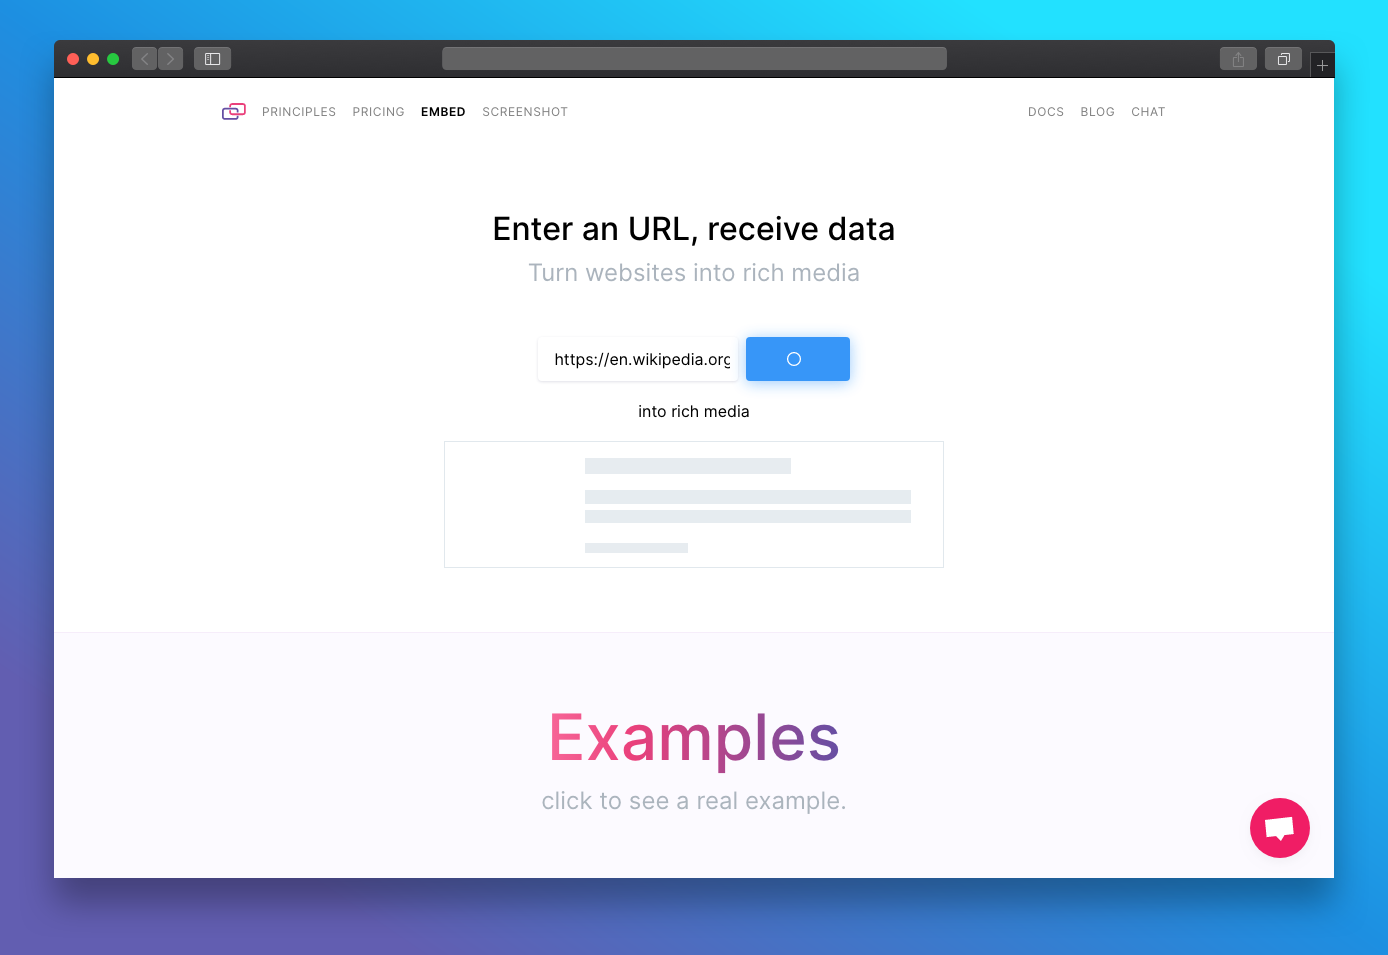 PRINCIPLES PRICING EMBED SCREENSHOT DOCS BLOG CHAT
Enter an URL, receive data
Turn websites into rich media
https://en.wikipedia.org
into rich media
Examples
click to see a real example.